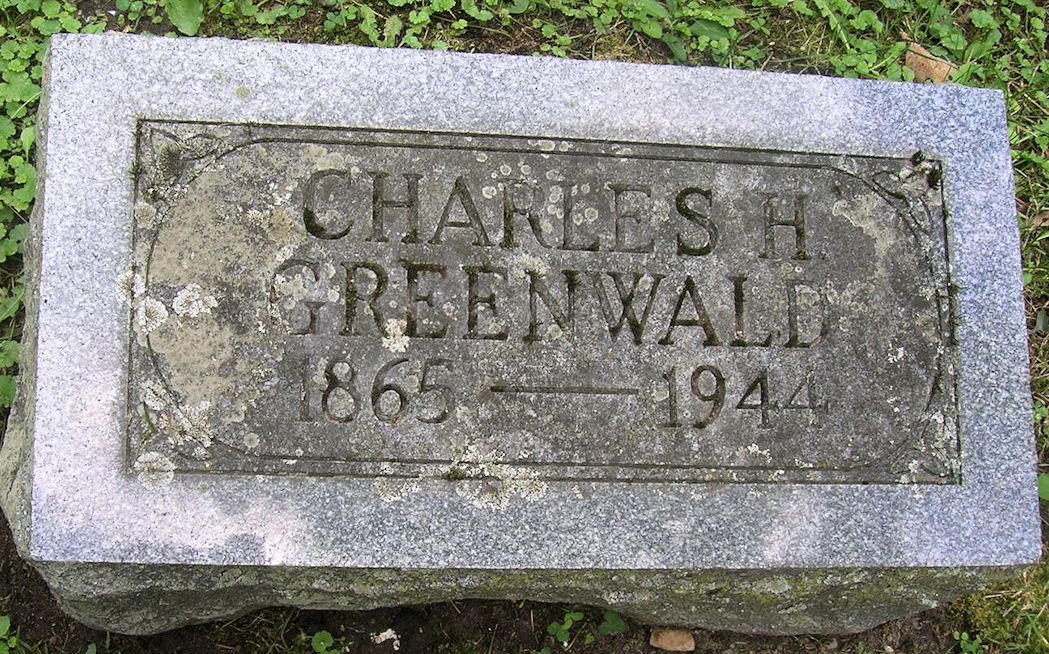 CHARLES H.
GREENWALD
1865 — 1944